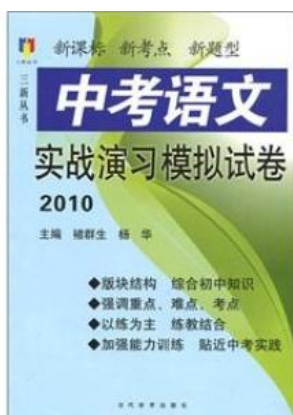 新课标 新考点 新题型
三新丛书
中考语文
实战演习模拟试卷
2010
主编 褚群生 杨华
◆版块结构 综合初中知识
◆强调重点、难点、考点
◆以练为主 练教结合
◆加强能力训练 贴近中考实践